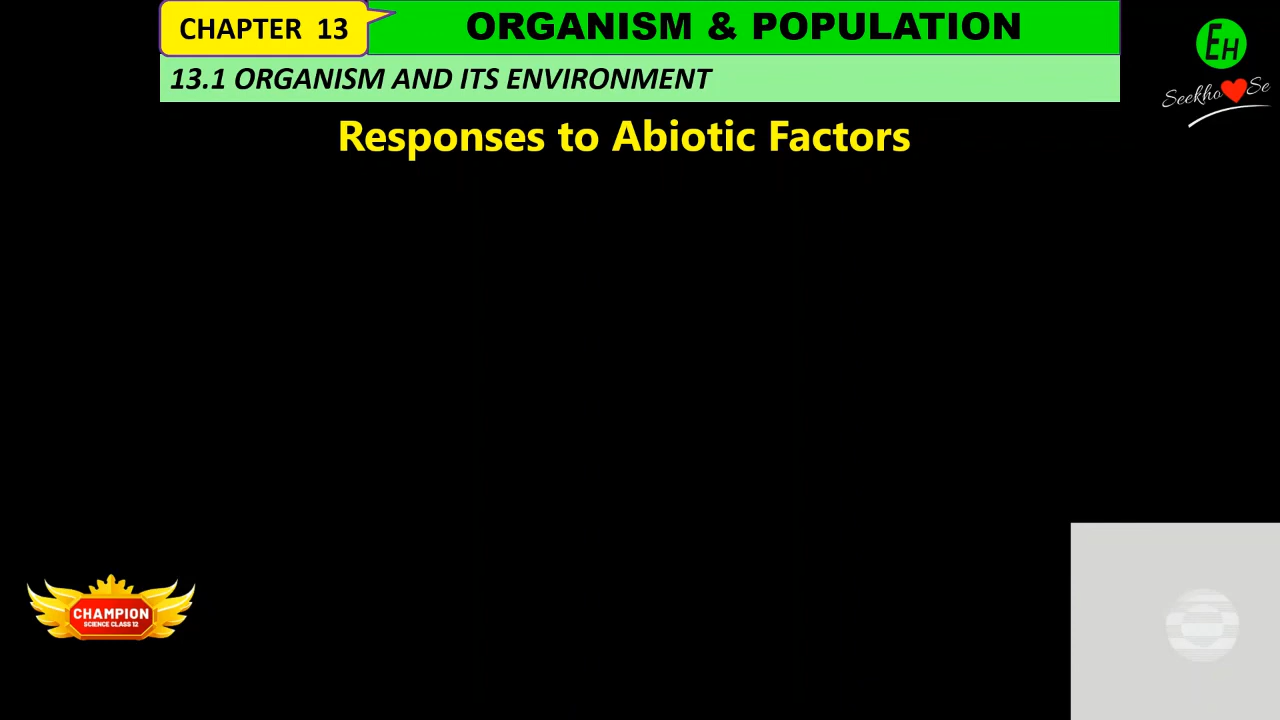 CHAPTER 13
ORGANISM & POPULATION
13.1 ORGANISM AND ITS ENVIRONMENT
EH
Seekho Se
Responses to Abiotic Factors
CHAMPION
SCIENCE CLASS 12